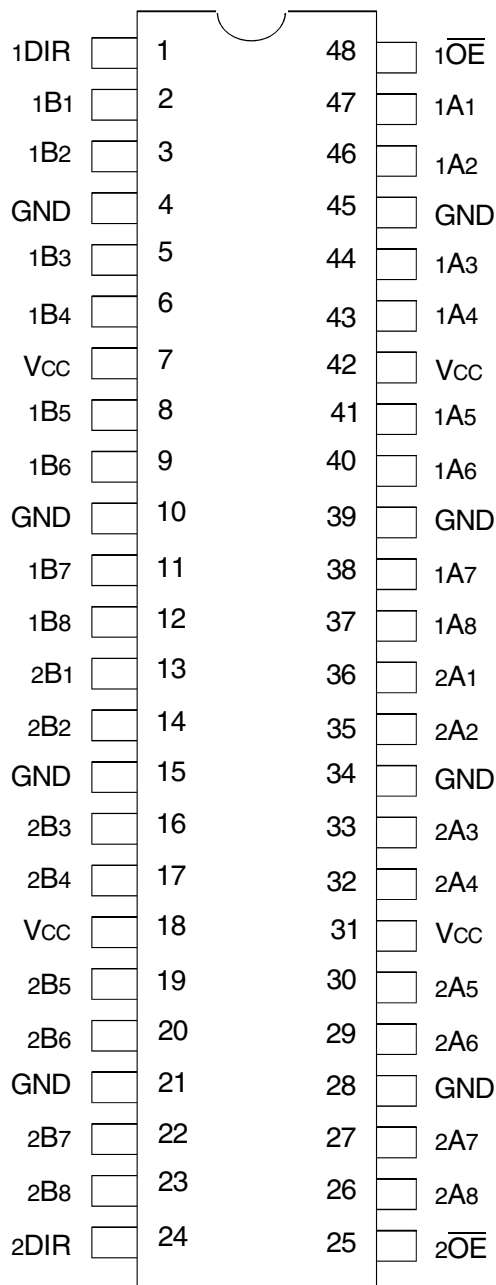 1DIR 1 48 1O̅E̅
1B1 2 47 1A1
1B2 3 46 1A2
GND 4 45 GND
1B3 5 44 1A3
1B4 6 43 1A4
VCC 7 42 VCC
1B5 8 41 1A5
1B6 9 40 1A6
GND 10 39 GND
1B7 11 38 1A7
1B8 12 37 1A8
2B1 13 36 2A1
2B2 14 35 2A2
GND 15 34 GND
2B3 16 33 2A3
2B4 17 32 2A4
VCC 18 31 VCC
2B5 19 30 2A5
2B6 20 29 2A6
GND 21 28 GND
2B7 22 27 2A7
2B8 23 26 2A8
2DIR 24 25 2O̅E̅